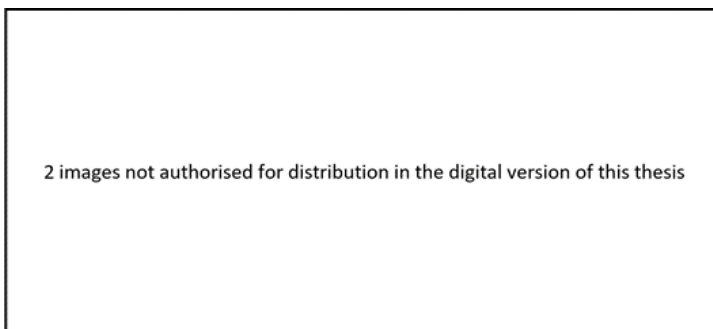 2 images not authorised for distribution in the digital version of this thesis